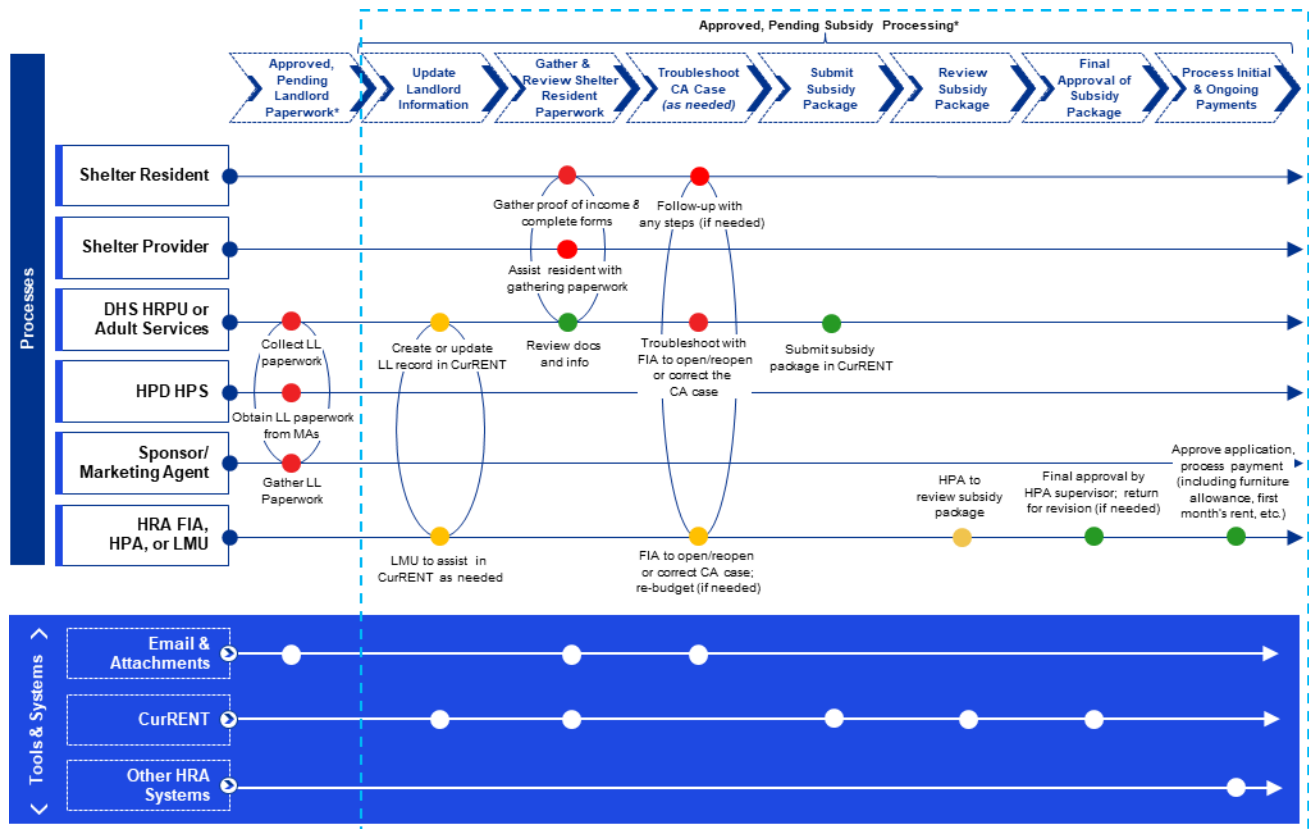 Approved, Pending Subsidy Processing*
Approved,
Pending
Landlord
Paperwork*
Update
Landlord
Information
Gather &
Review Shelter
Resident
Paperwork
Troubleshoot
CA Case
(as needed)
Submit
Subsidy
Package
Review
Subsidy
Package
Final
Approval of
Subsidy
Package
Process Initial
& Ongoing
Payments
Processes
Shelter Resident
Gather proof of income &
complete forms
Follow-up with
any steps (if needed)
Shelter Provider
Assist resident with
gathering paperwork
DHS HRPU or
Adult Services
Collect LL
paperwork
Create or update
LL record in CurRENT
Review docs
and info
Troubleshoot with
FIA to open/reopen
or correct the
CA case
Submit subsidy
package in CurRENT
HPD HPS
Obtain LL paperwork
from MAs
Sponsor/
Marketing Agent
Gather LL
Paperwork
HRA FIA,
HPA, or LMU
LMU to assist in
CurRENT as needed
FIA to open/reopen
or correct CA case;
re-budget (if needed)
HPA to
review subsidy
package
Final approval by
HPA supervisor; return
for revision (if needed)
Approve application,
process payment
(including furniture
allowance, first
month's rent, etc.)
Tools & Systems
Email &
Attachments
CurRENT
Other HRA
Systems